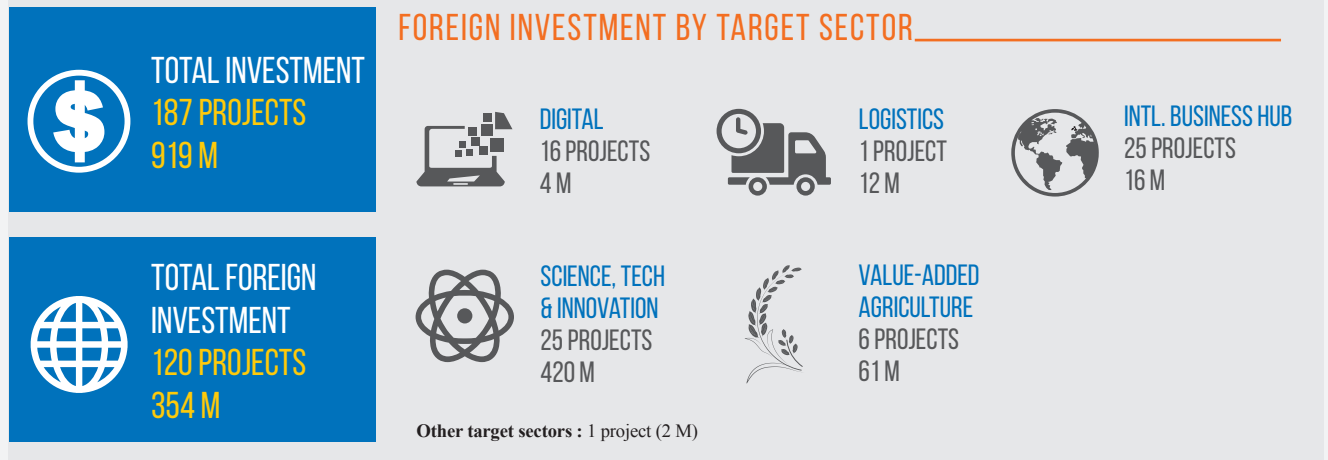 TOTAL INVESTMENT
187 PROJECTS
919 M
TOTAL FOREIGN
INVESTMENT
120 PROJECTS
354 M
FOREIGN INVESTMENT BY TARGET SECTOR
DIGITAL
16 PROJECTS
4 M
LOGISTICS
1 PROJECT
12 M
INTL. BUSINESS HUB
25 PROJECTS
16 M
SCIENCE, TECH
& INNOVATION
25 PROJECTS
420 M
VALUE-ADDED
AGRICULTURE
6 PROJECTS
61 M
Other target sectors : 1 project (2 M)